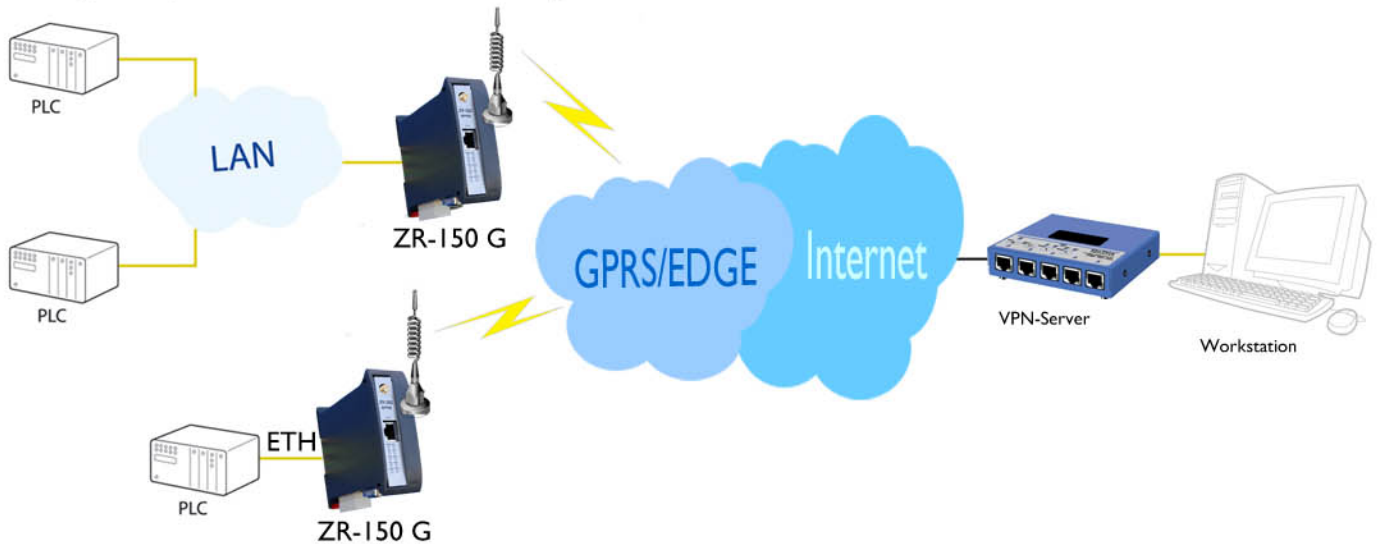 PLC
LAN
ZR-150 G
PLC
GPRS/EDGE
Internet
VPN-Server
Workstation
ETH
PLC
ZR-150 G